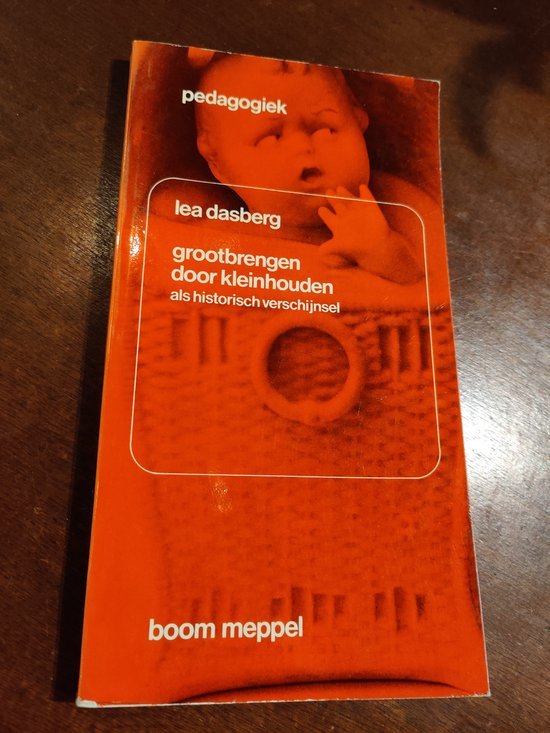 pedagogiek
lea dasberg
grootbrengen
door kleinhouden
als historisch verschijnsel
boom meppel